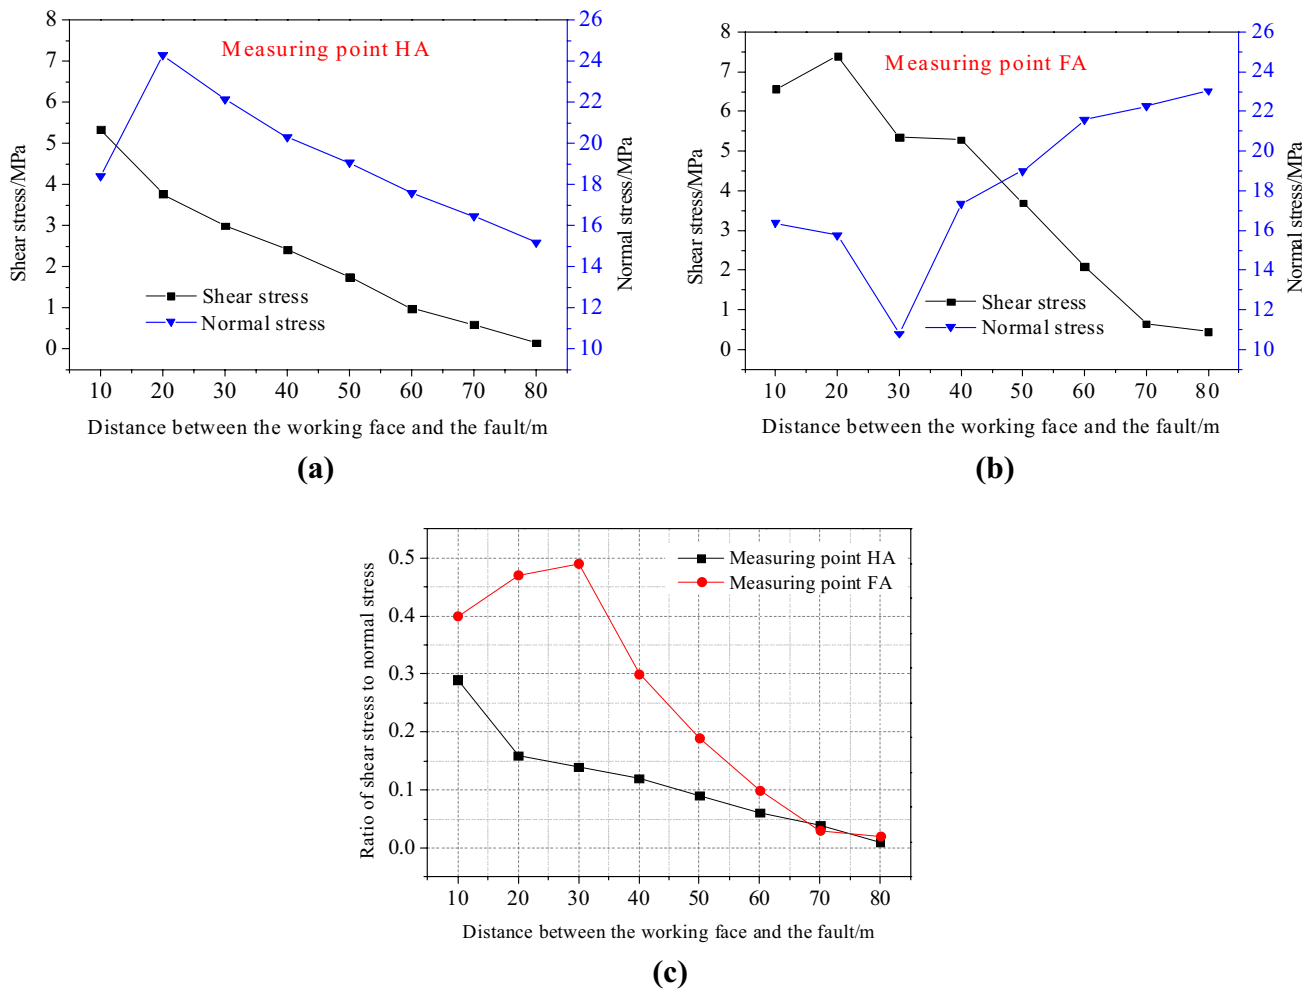 Measuring point HA
8
7
6
5
4
3
2
1
0
Shear stress/MPa
26
24
22
20
18
16
14
12
10
Normal stress/MPa
Shear stress
Normal stress
10 20 30 40 50 60 70 80
Distance between the working face and the fault/m
(a)
Measuring point FA
8
7
6
5
4
3
2
1
0
Shear stress/MPa
26
24
22
20
18
16
14
12
10
Normal stress/MPa
Shear stress
Normal stress
10 20 30 40 50 60 70 80
Distance between the working face and the fault/m
(b)
0.5
0.4
0.3
0.2
0.1
0.0
Ratio of shear stress to normal stress
Measuring point HA
Measuring point FA
10 20 30 40 50 60 70 80
Distance between the working face and the fault/m
(c)